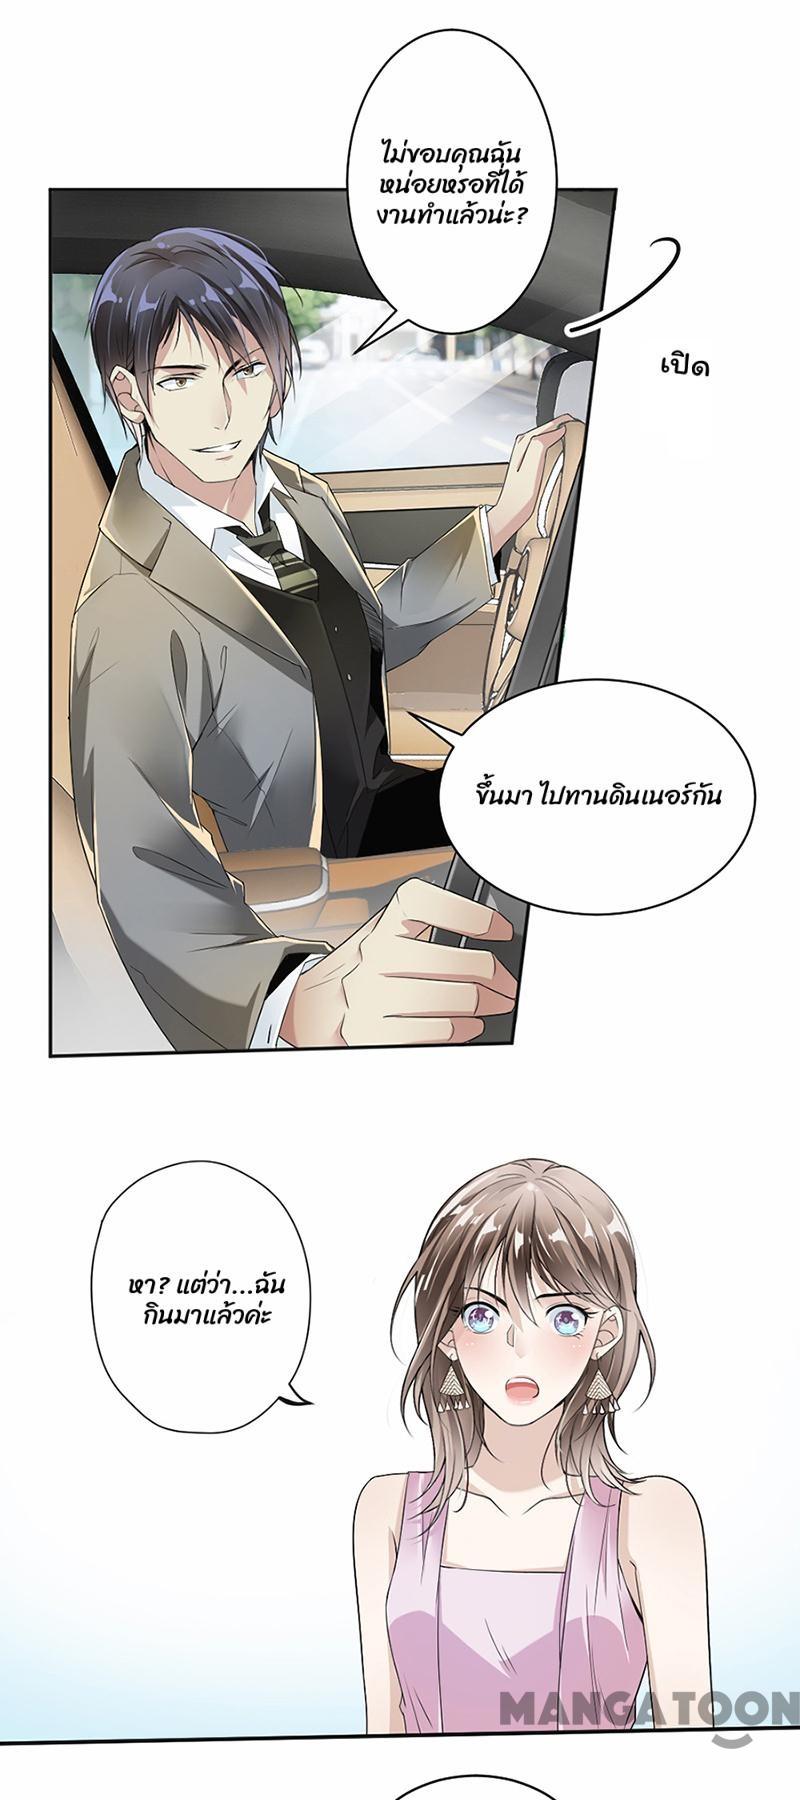 ไม่ขอบคุณฉัน
หน่อยหรอที่ได้
งานทำแล้วน่ะ?
เปิด
ขึ้นมา ไปทานดินเนอร์กัน
หา? แต่ว่า...ฉัน
กินมาแล้วค่ะ
MANGATOON